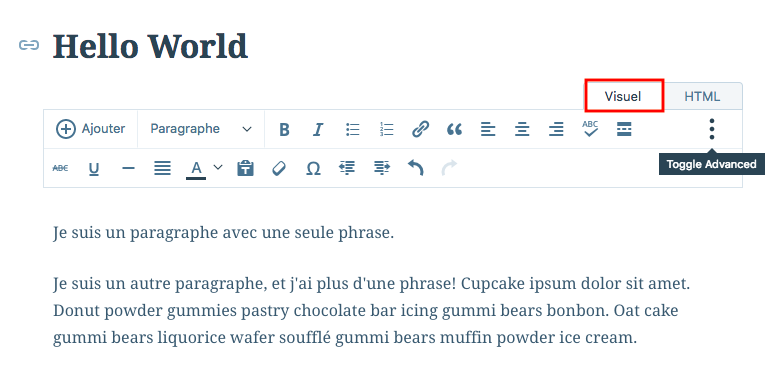 Hello World
Visuel HTML
Ajouter Paragraphe B I ABC
ABC U A T Ω Toggle Advanced
Je suis un paragraphe avec une seule phrase.
Je suis un autre paragraphe, et j'ai plus d'une phrase! Cupcake ipsum dolor sit amet.
Donut powder gummies pastry chocolate bar icing gummi bears bonbon. Oat cake
gummi bears liquorice wafer soufflé gummi bears muffin powder ice cream.